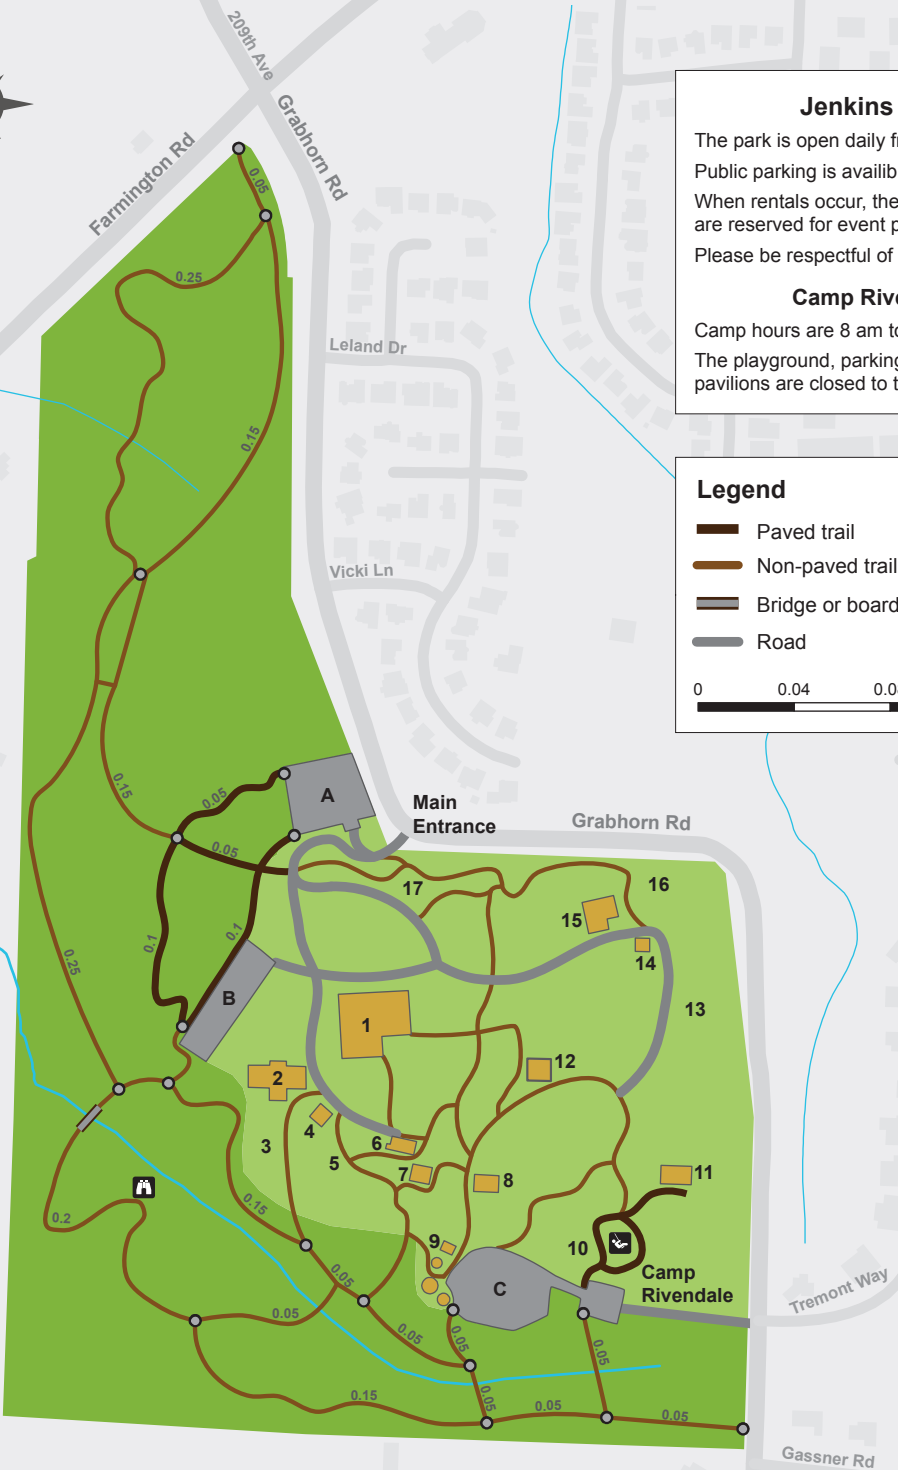 209th Ave
Grabhorn Rd
Farmington Rd
0.05
0.25
0.15
Leland Dr
Vicki Ln
Jenkins
The park is open daily fr
Public parking is availib
When rentals occur, the
are reserved for event p
Please be respectful of
Camp Rive
Camp hours are 8 am to
The playground, parking
pavilions are closed to t
Legend
Paved trail
Non-paved trail
Bridge or board
Road
0 0.04 0.0
0.15
0.05
A
Main
Entrance
Grabhorn Rd
0.05
17
16
15
14
0.1
0.1
0.25
B
13
1
12
2
4
6
3
5
7
8
11
0.2
0.15
9
10
C
Camp
Rivendale
Tremont Way
0.05
0.05
0.05
0.05
0.05
0.15
0.05
0.05
0.05
Gassner Rd